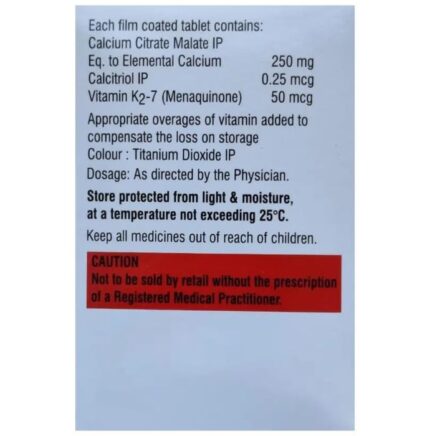 Each film coated tablet contains:
Calcium Citrate Malate IP
Eq. to Elemental Calcium 250 mg
Calcitriol IP 0.25 mcg
Vitamin K2-7 (Menaquinone) 50 mcg
Appropriate overages of vitamin added to
compensate the loss on storage
Colour : Titanium Dioxide IP
Dosage: As directed by the Physician.
Store protected from light & moisture,
at a temperature not exceeding 25°C.
Keep all medicines out of reach of children.
CAUTION
Not to be sold by retail without the prescription
of a Registered Medical Practitioner.